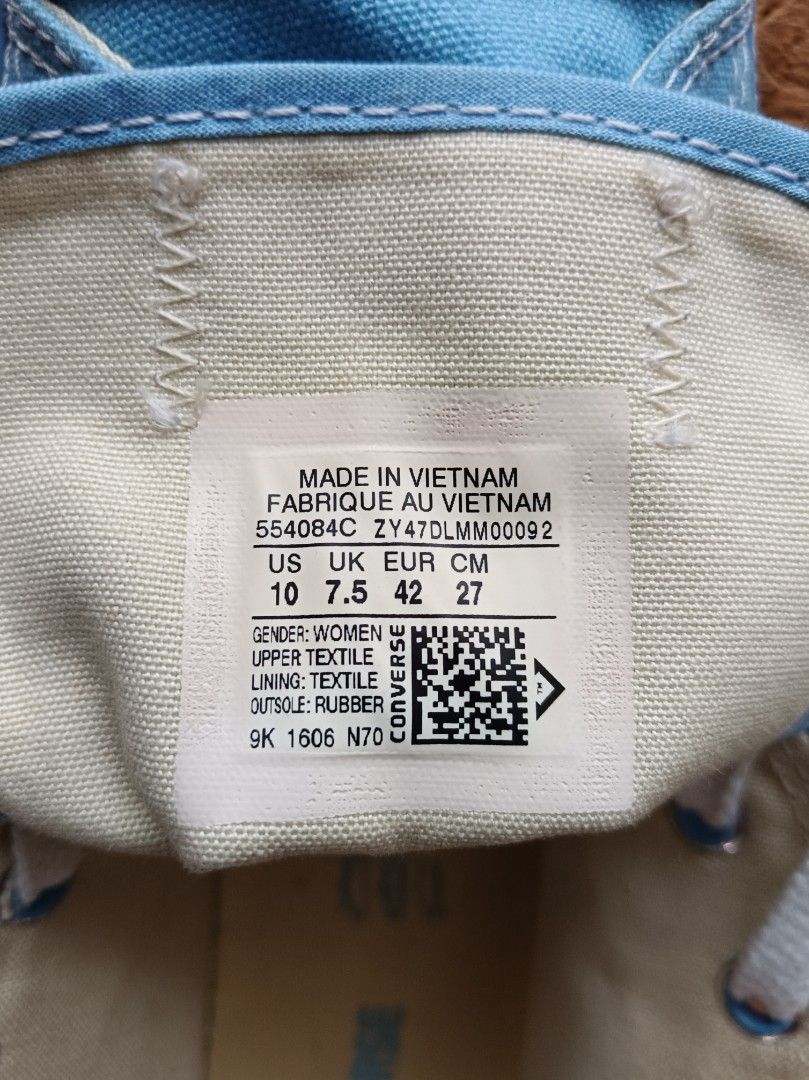 MADE IN VIETNAM
FABRIQUE AU VIETNAM
554084C ZY47DLMM00092
US UK EUR CM
10 7.5 42 27
GENDER: WOMEN
UPPER TEXTILE
LINING: TEXTILE
OUTSOLE: RUBBER
CONVERSE
TM
9K 1606 N70